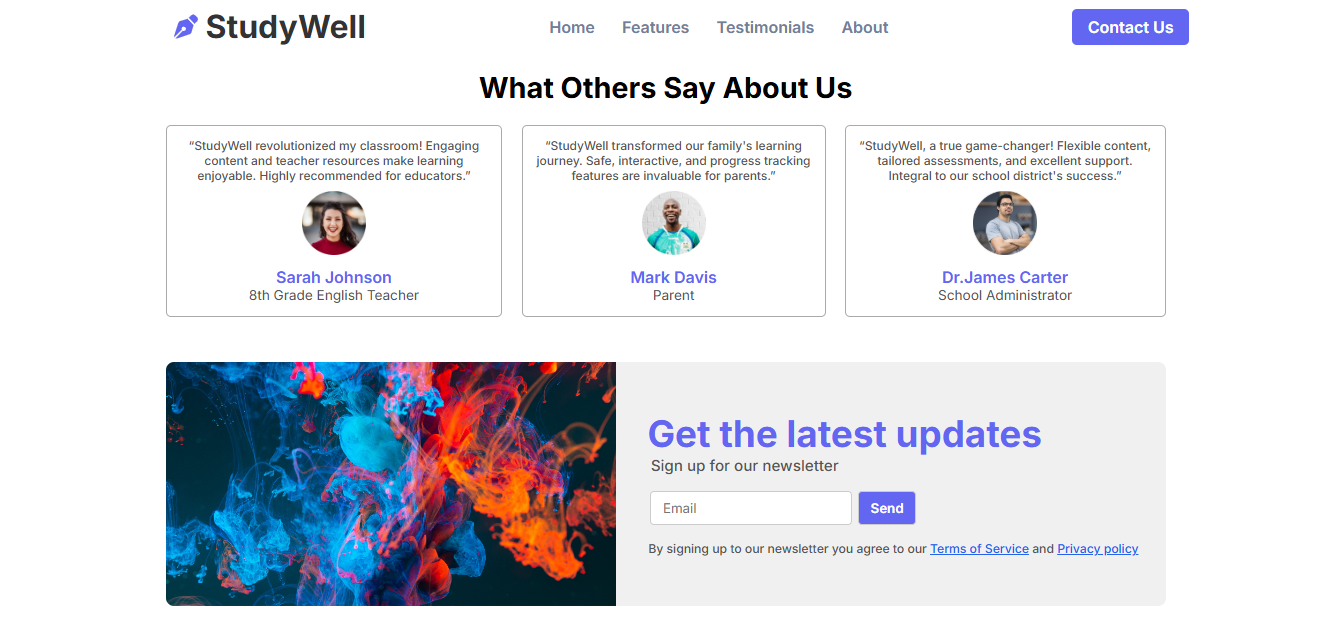 StudyWell
Home Features Testimonials About
Contact Us
What Others Say About Us
“StudyWell revolutionized my classroom! Engaging
content and teacher resources make learning
enjoyable. Highly recommended for educators.”
Sarah Johnson
8th Grade English Teacher
“StudyWell transformed our family's learning
journey. Safe, interactive, and progress tracking
features are invaluable for parents.”
Mark Davis
Parent
“StudyWell, a true game-changer! Flexible content,
tailored assessments, and excellent support.
Integral to our school district's success.”
Dr.James Carter
School Administrator
Get the latest updates
Sign up for our newsletter
Email
Send
By signing up to our newsletter you agree to our Terms of Service and Privacy policy